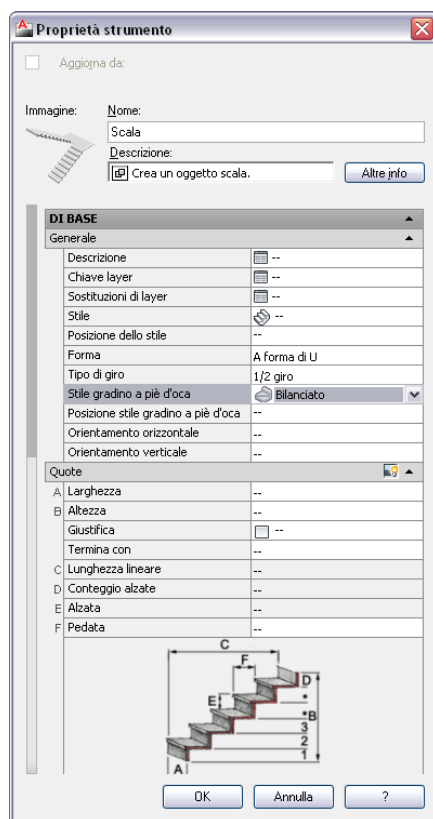 Proprietà strumento
Aggiorna da:
Immagine:
Nome:
Scala
Descrizione:
Crea un oggetto scala.
Altre info
DI BASE
Generale
Descrizione --
Chiave layer --
Sostituzioni di layer --
Stile --
Posizione dello stile --
Forma A forma di U
Tipo di giro 1/2 giro
Stile gradino a piè d'oca Bilanciato
Posizione stile gradino a piè d'oca --
Orientamento orizzontale --
Orientamento verticale --
Quote
A Larghezza --
B Altezza --
Giustifica --
Termina con --
C Lunghezza lineare --
D Conteggio alzate --
E Alzata --
F Pedata --
C
F
D
E
B
3
2
1
A
OK
Annulla
?